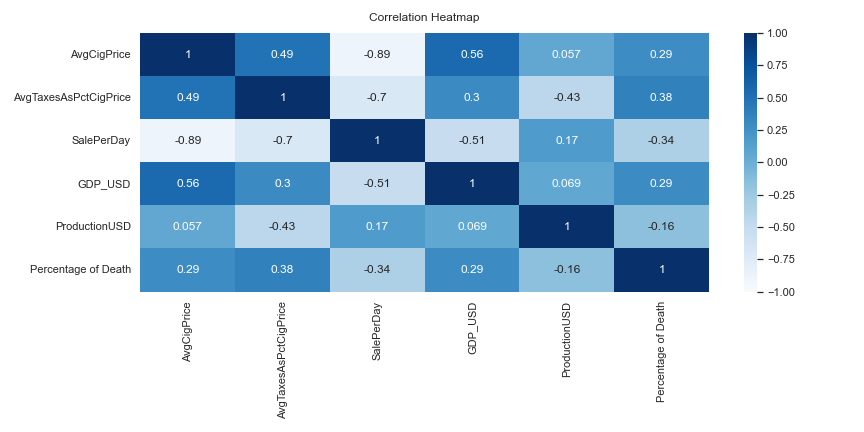 Correlation Heatmap
AvgCigPrice 1 0.49 -0.89 0.56 0.057 0.29
AvgTaxesAsPctCigPrice 0.49 1 -0.7 0.3 -0.43 0.38
SalePerDay -0.89 -0.7 1 -0.51 0.17 -0.34
GDP_USD 0.56 0.3 -0.51 1 0.069 0.29
ProductionUSD 0.057 -0.43 0.17 0.069 1 -0.16
Percentage of Death 0.29 0.38 -0.34 0.29 -0.16 1
AvgCigPrice
AvgTaxesAsPctCigPrice
SalePerDay
GDP_USD
ProductionUSD
Percentage of Death
1.00
0.75
0.50
0.25
0.00
−0.25
−0.50
−0.75
−1.00